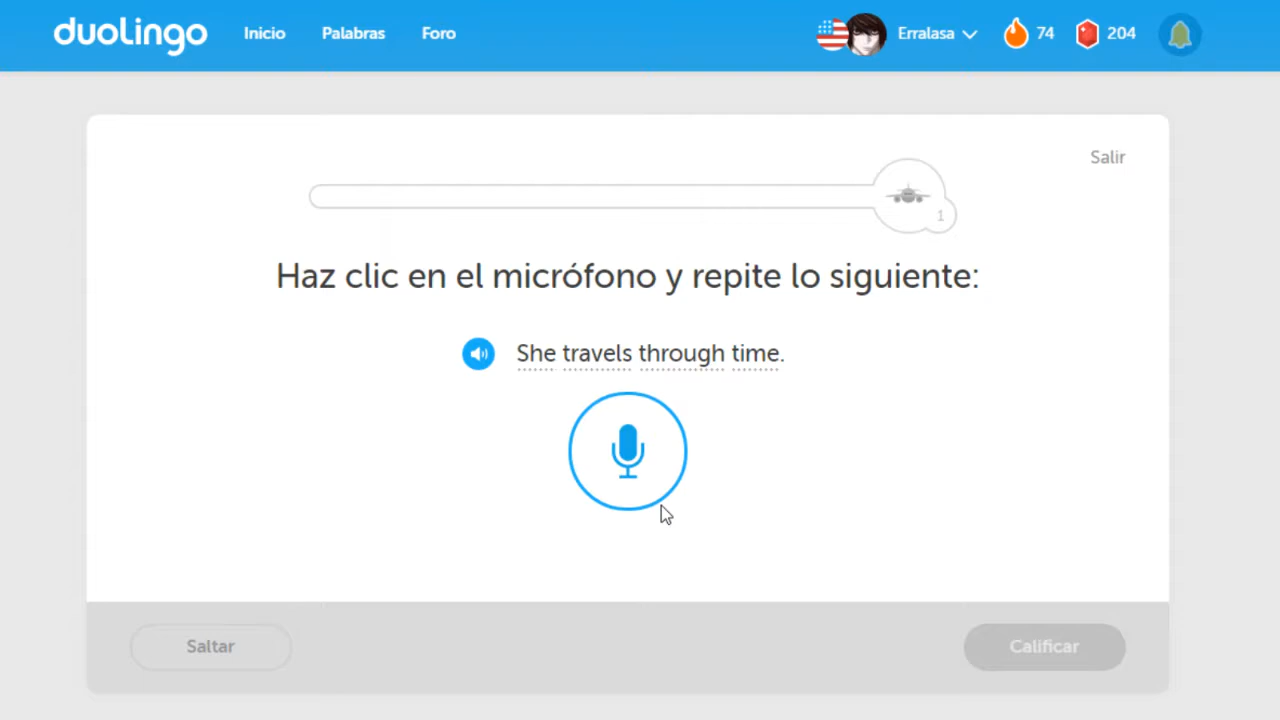 duolingo Inicio Palabras Foro Erralasa 74 204
Salir
1
Haz clic en el micrófono y repite lo siguiente:
She travels through time.
Saltar Calificar